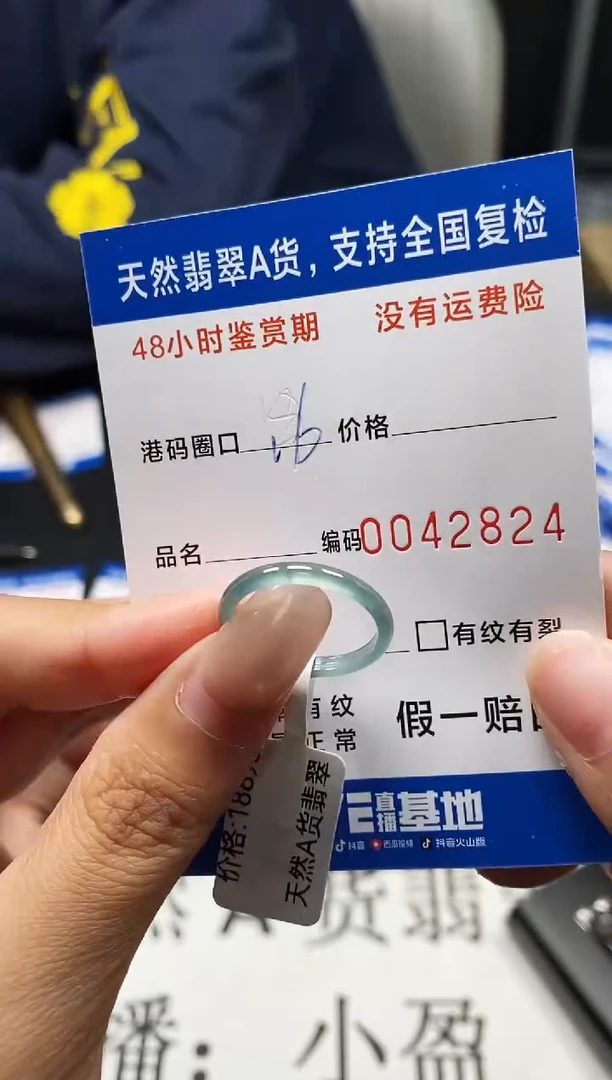 天然翡翠A货，支持全国复检
48小时鉴赏期 没有运费险
港码圈口 16 价格
品名 编码0042824
□有纹有裂
有纹
正常
假一赔
价格:186
天然A货翡翠
直播基地
抖音 西瓜视频 抖音火山版
A货翡
播：小盈